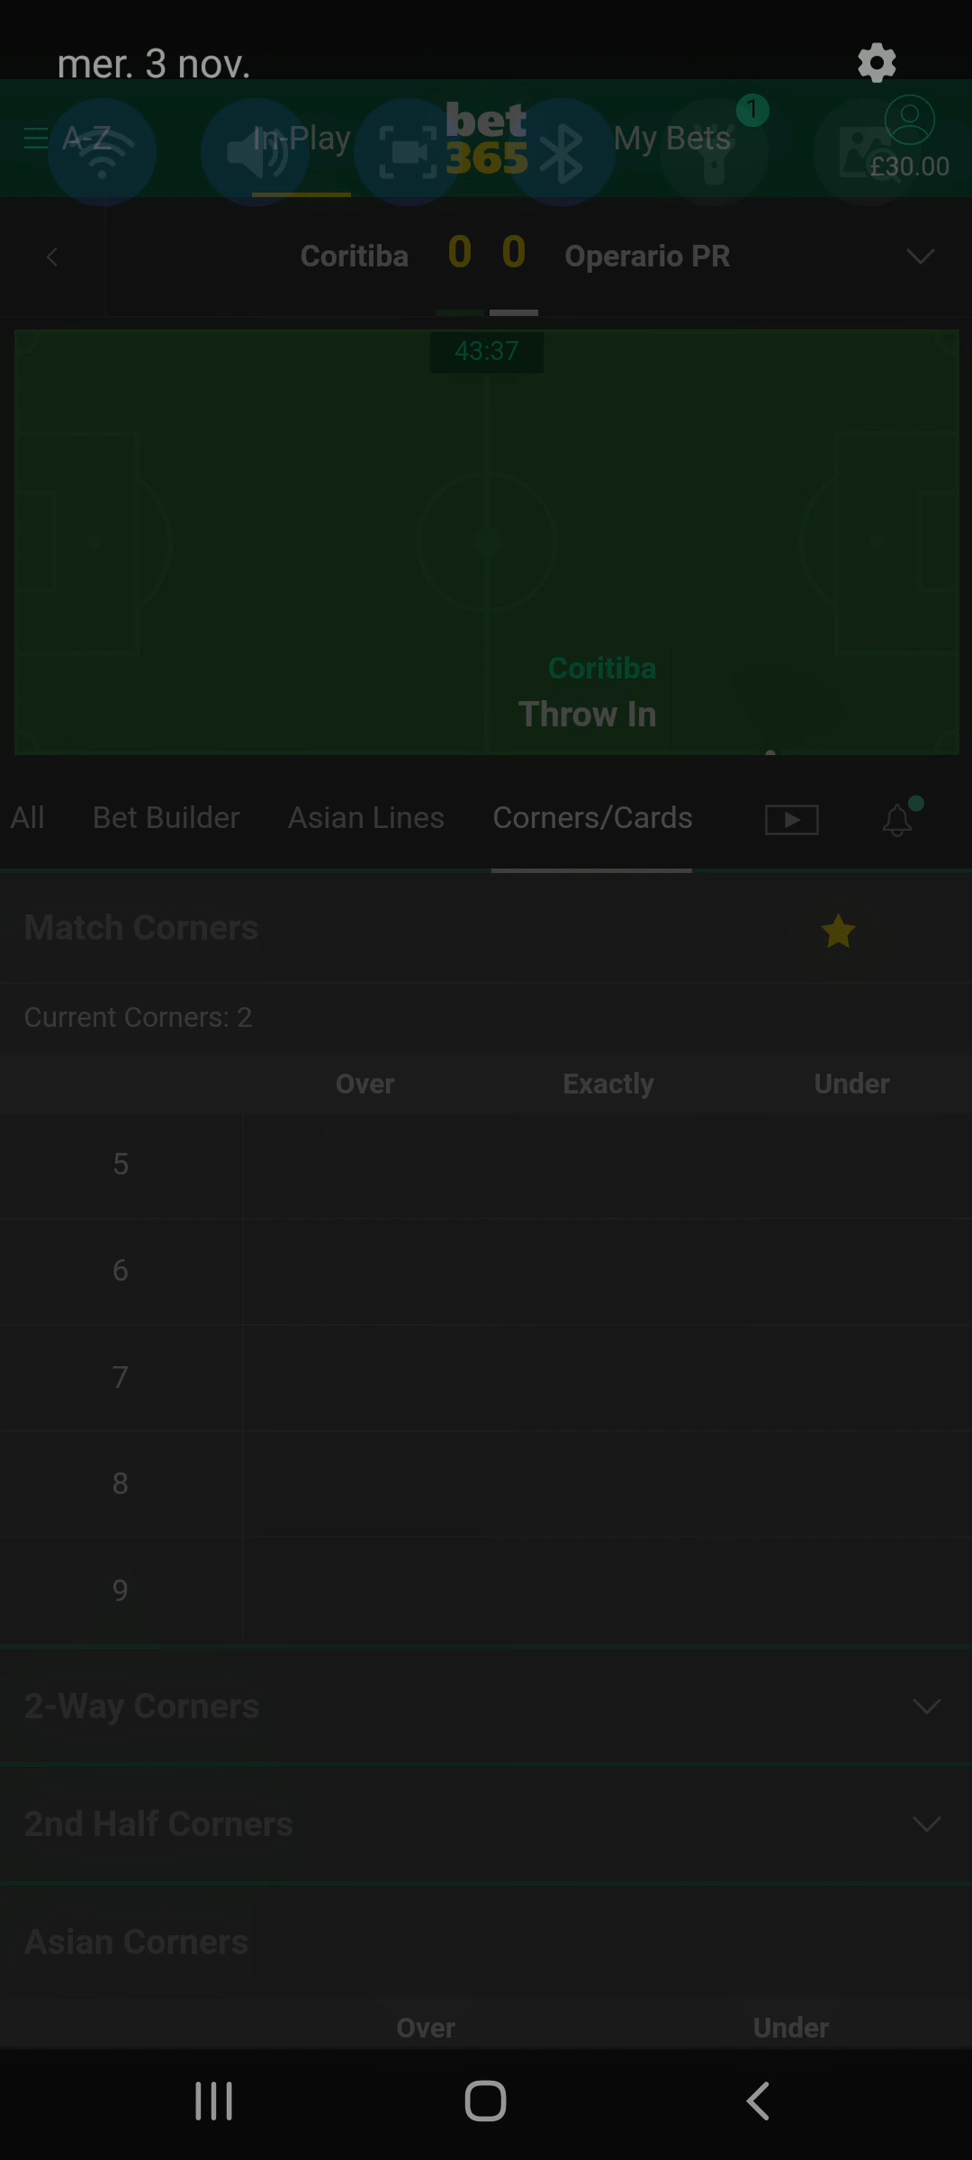 mer. 3 nov.
A-Z In-Play bet365 My Bets 1
£30.00
Coritiba 0 0 Operario PR
43:37
Coritiba
Throw In
All Bet Builder Asian Lines Corners/Cards
Match Corners
Current Corners: 2
Over Exactly Under
5
6
7
8
9
2-Way Corners
2nd Half Corners
Asian Corners
Over Under